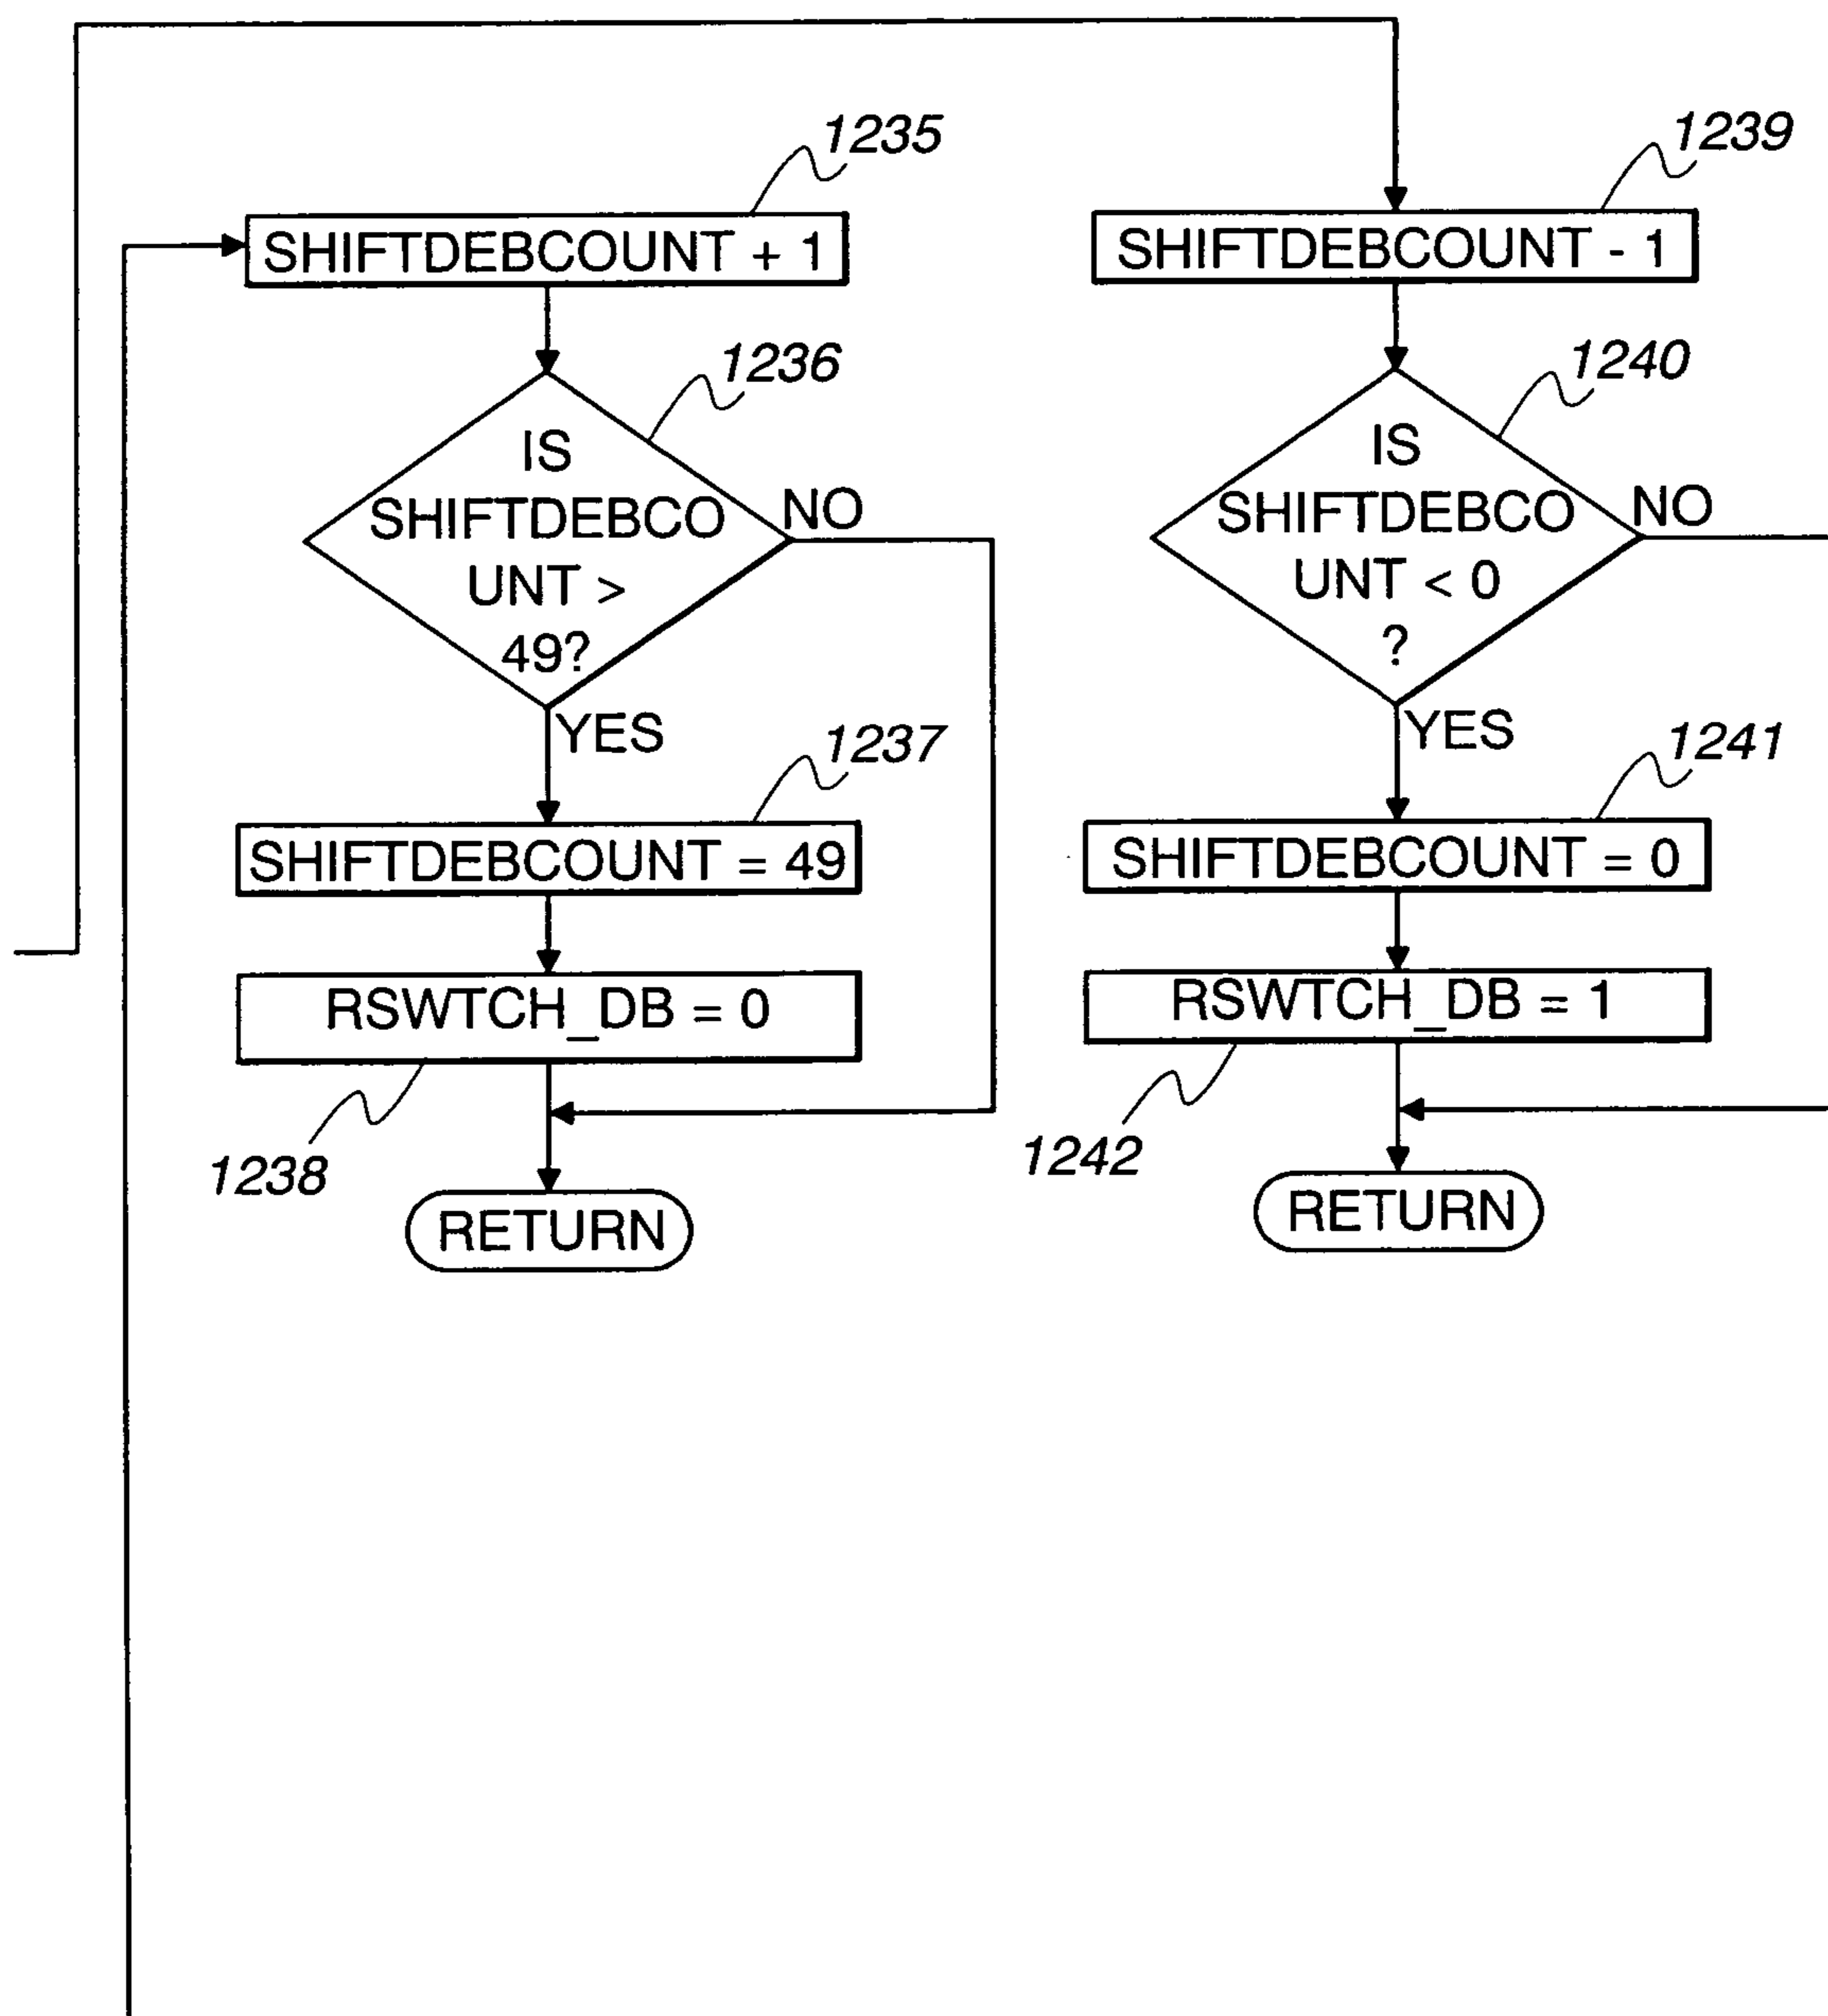 1235
SHIFTDEBCOUNT + 1
1236
IS
SHIFTDEBCO
UNT >
49?
NO
YES
1237
SHIFTDEBCOUNT = 49
RSWTCH_DB = 0
1238
RETURN
1239
SHIFTDEBCOUNT - 1
1240
IS
SHIFTDEBCO
UNT < 0
?
NO
YES
1241
SHIFTDEBCOUNT = 0
RSWTCH_DB = 1
1242
RETURN